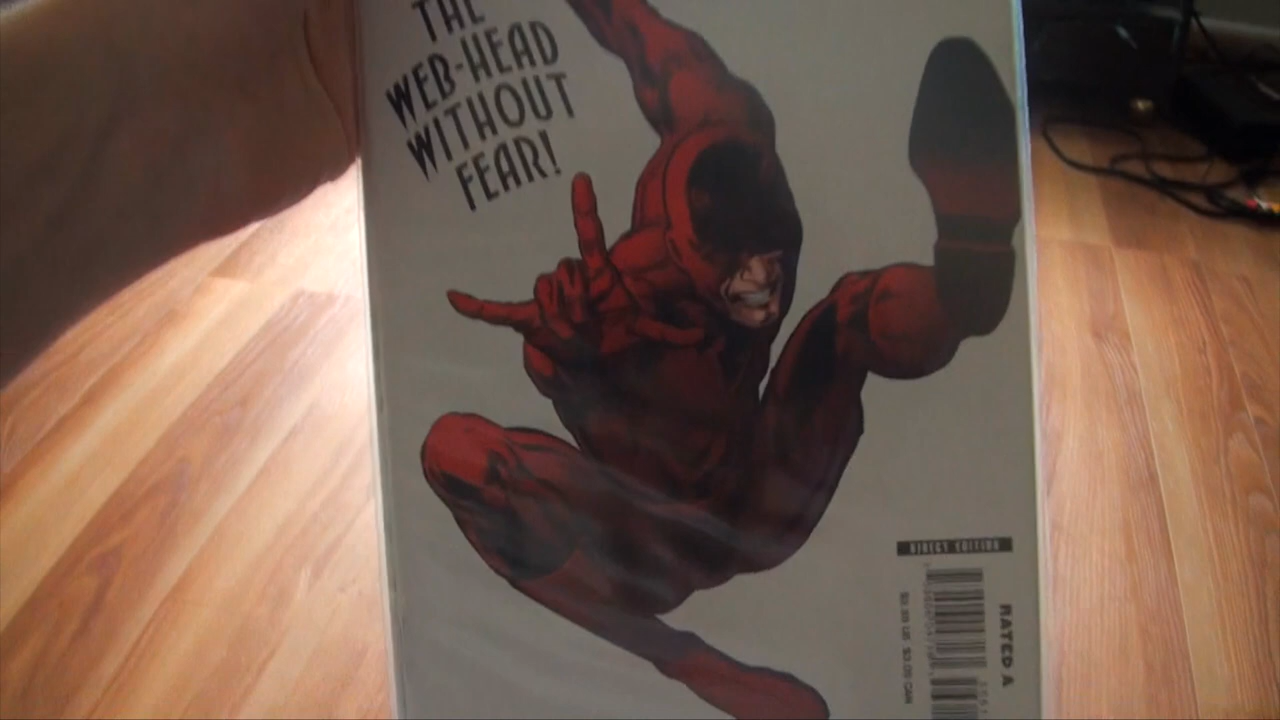 THE
WEB-HEAD
WITHOUT
FEAR!
DIRECT EDITION
RATED A